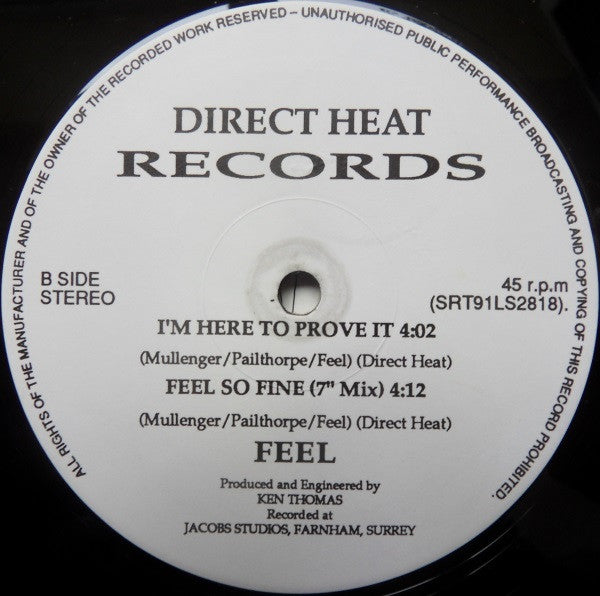 ALL RIGHTS OF THE MANUFACTURER AND OF THE OWNER OF THE RECORDED WORK RESERVED – UNAUTHORISED PUBLIC PERFORMANCE BROADCASTING AND COPYING OF THIS RECORD PROHIBITED.
DIRECT HEAT
RECORDS
B SIDE
STEREO
45 r.p.m
(SRT91LS2818).
I'M HERE TO PROVE IT 4:02
(Mullenger/Pailthorpe/Feel) (Direct Heat)
FEEL SO FINE (7" Mix) 4:12
(Mullenger/Pailthorpe/Feel) (Direct Heat)
FEEL
Produced and Engineered by
KEN THOMAS
Recorded at
JACOBS STUDIOS, FARNHAM, SURREY